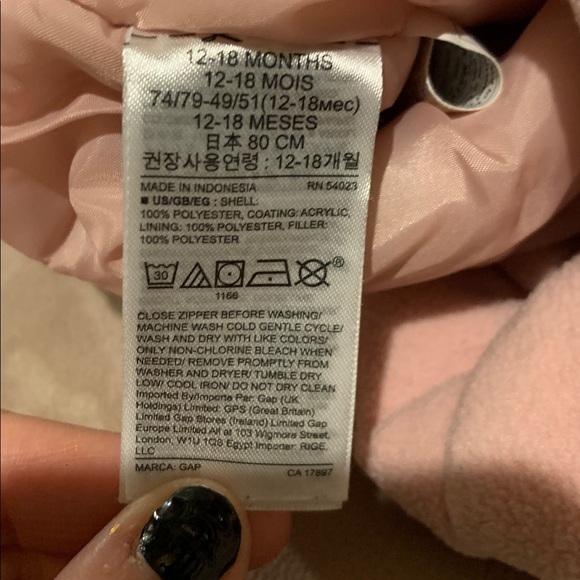 12-18 MONTHS
12-18 MOIS
74/79-49/51(12-18мес)
12-18 MESES
日本 80 CM
권장사용연령 : 12-18개월
MADE IN INDONESIA RN 54023
■ US/GB/EG : SHELL:
100% POLYESTER, COATING: ACRYLIC,
LINING: 100% POLYESTER, FILLER:
100% POLYESTER
30 ®
1166
CLOSE ZIPPER BEFORE WASHING/
MACHINE WASH COLD GENTLE CYCLE/
WASH AND DRY WITH LIKE COLORS/
ONLY NON-CHLORINE BLEACH WHEN
NEEDED/ REMOVE PROMPTLY FROM
WASHER AND DRYER/ TUMBLE DRY
LOW/ COOL IRON/ DO NOT DRY CLEAN
Imported By/Importe Par: Gap (UK
Holdings) Limited: GPS (Great Britain)
Limited Gap Stores (Ireland) Limited Gap
Europe Limited All at 103 Wigmore Street,
London, W1U 1QS Egypt Importer: RIGE,
LLC
MARCA: GAP CA 17897